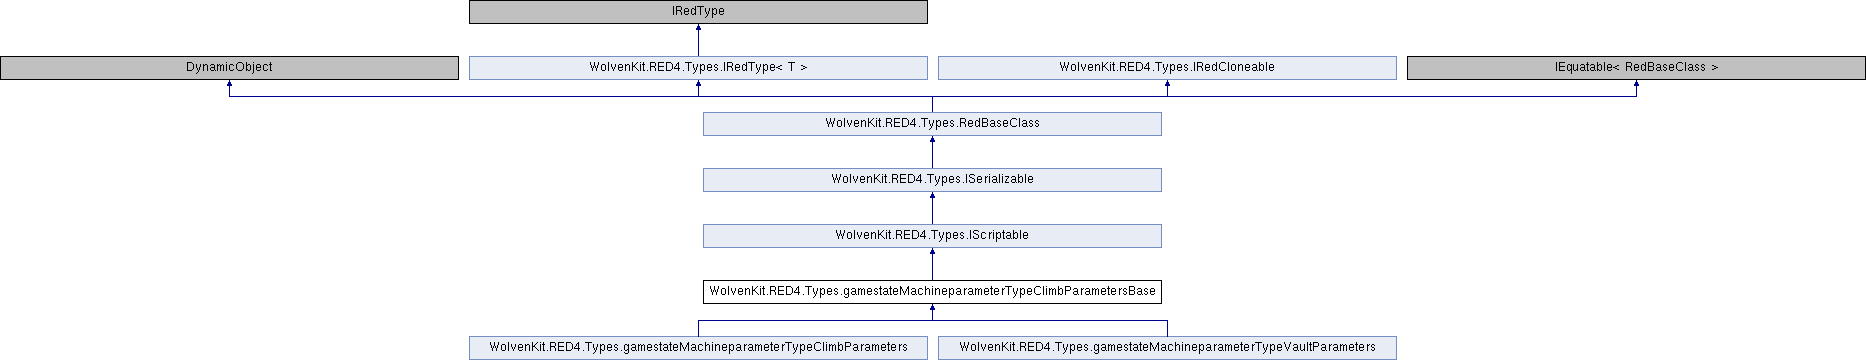 IRedType
DynamicObject
WolvenKit.RED4.Types.IRedType< T >
WolvenKit.RED4.Types.IRedCloneable
IEquatable< RedBaseClass >
WolvenKit.RED4.Types.RedBaseClass
WolvenKit.RED4.Types.ISerializable
WolvenKit.RED4.Types.IScriptable
WolvenKit.RED4.Types.gamestateMachineparameterTypeClimbParametersBase
WolvenKit.RED4.Types.gamestateMachineparameterTypeClimbParameters
WolvenKit.RED4.Types.gamestateMachineparameterTypeVaultParameters